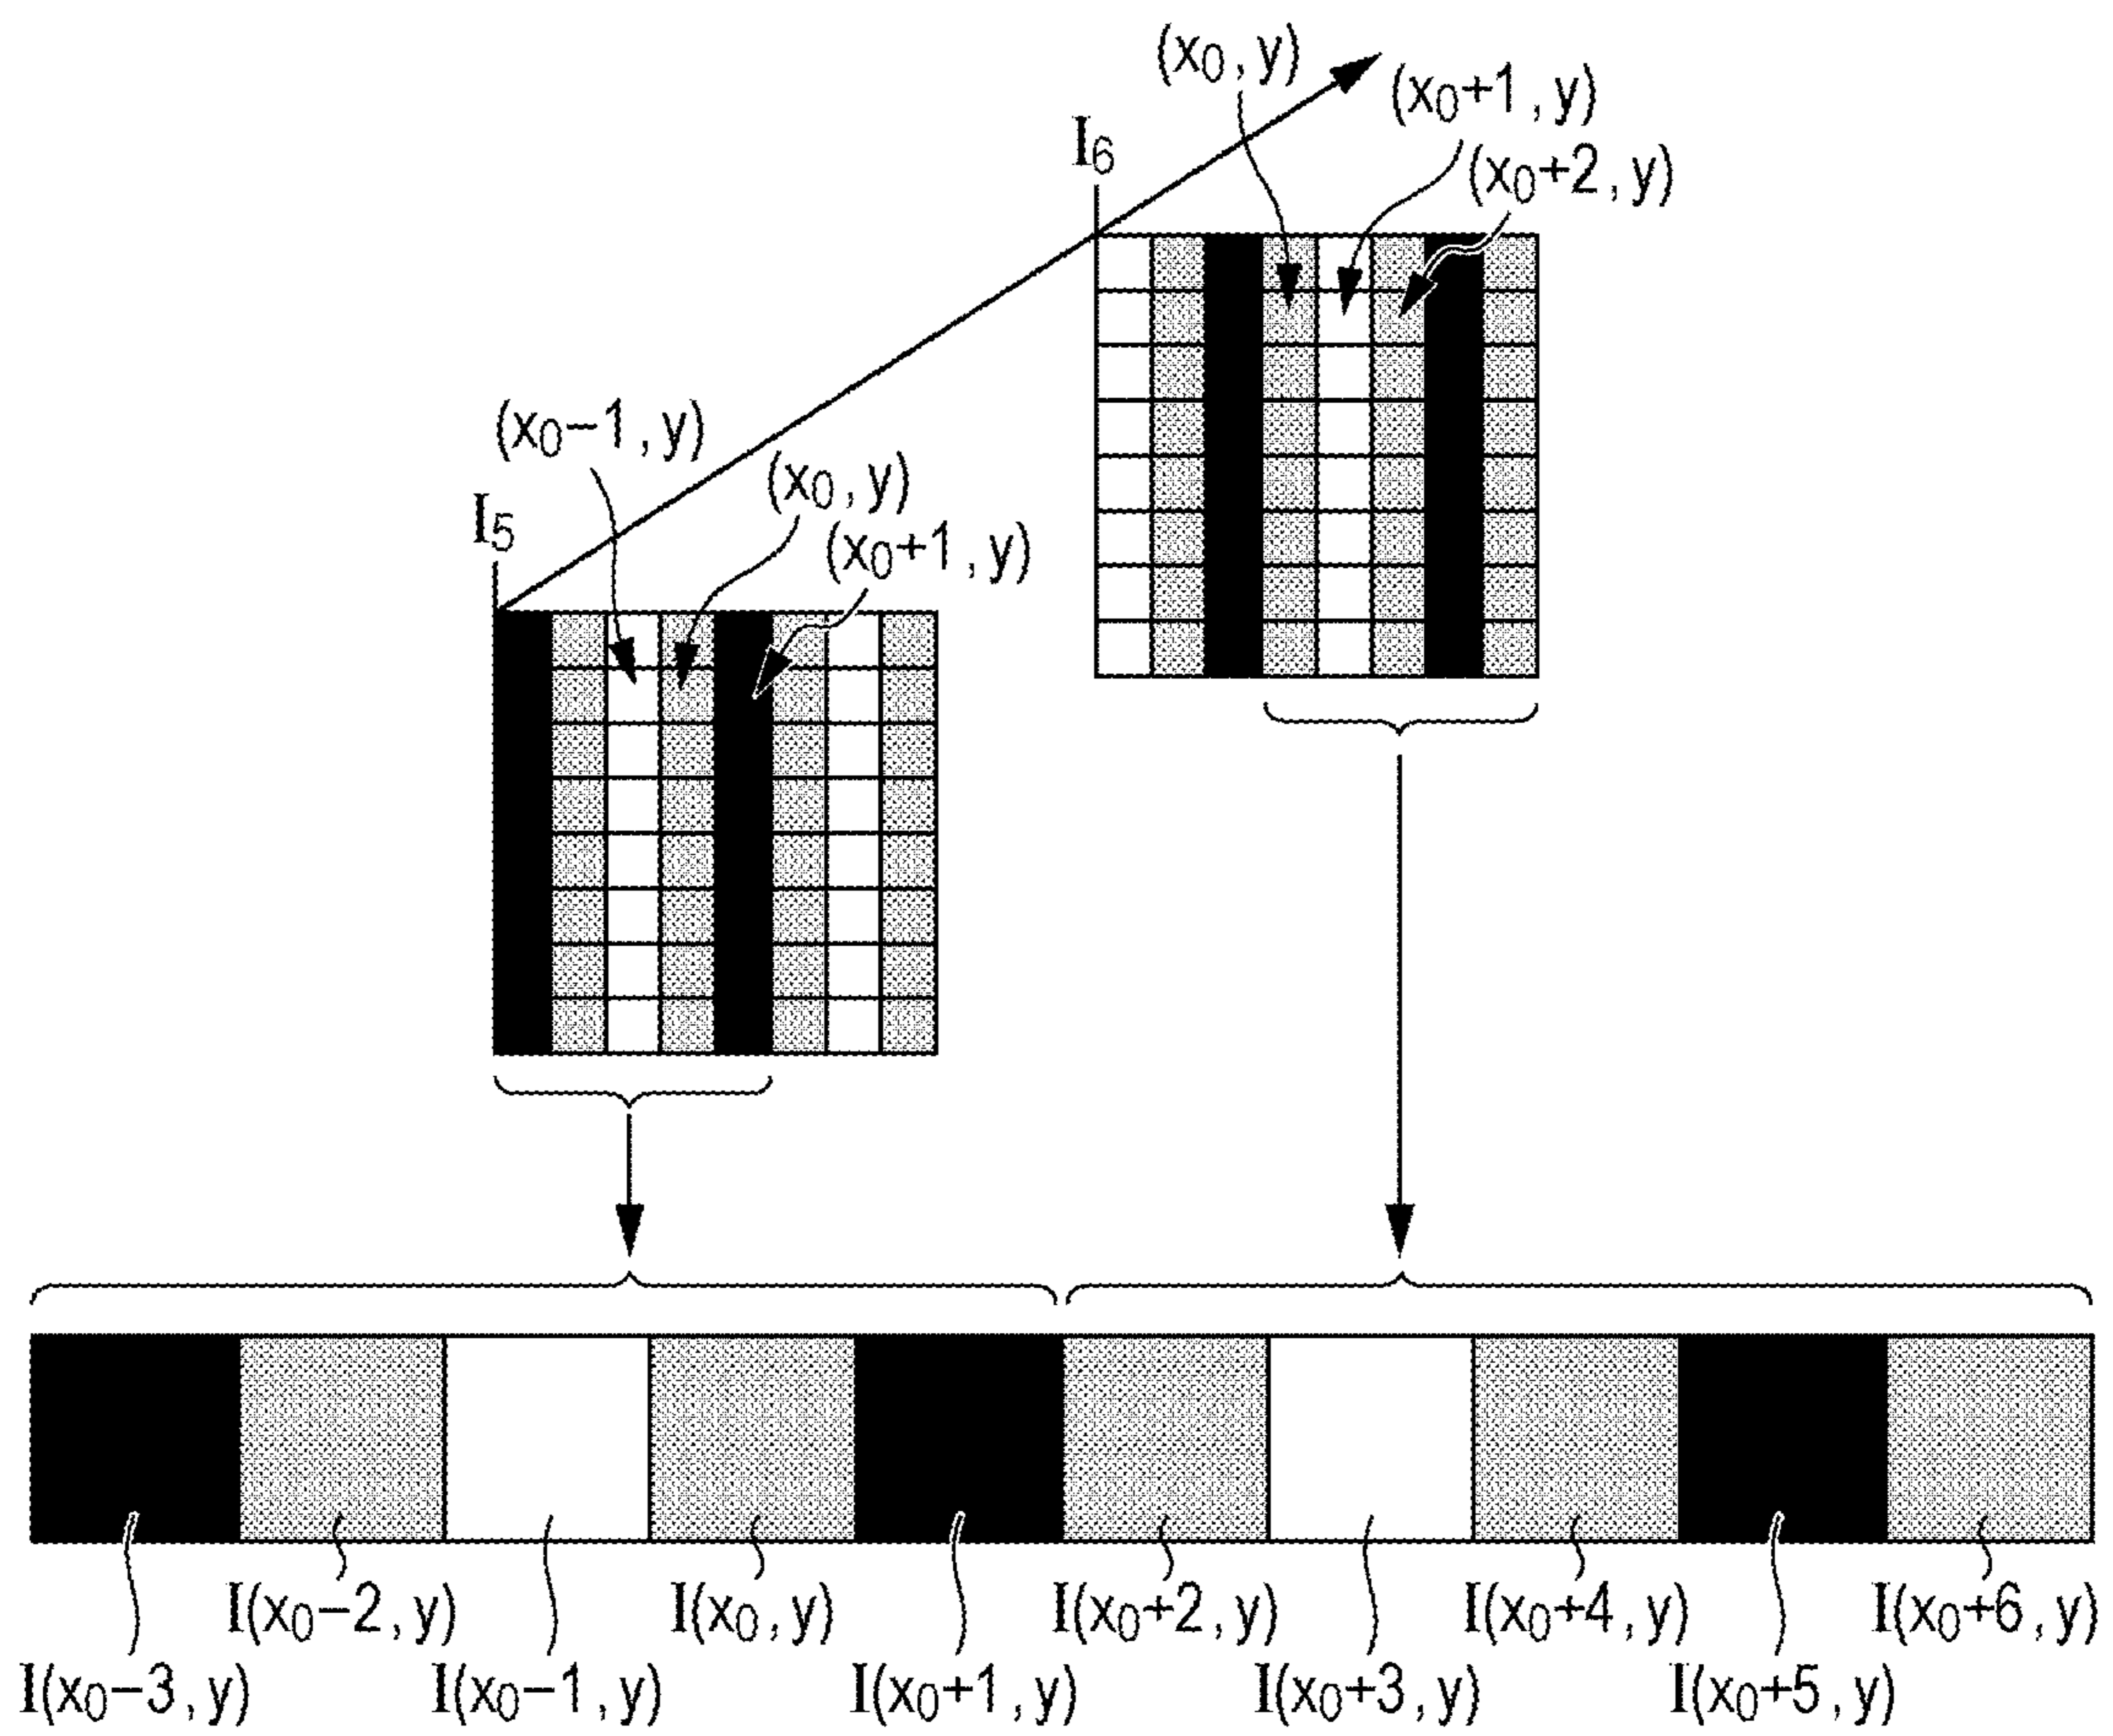 (x₀, y)
(x₀+1, y)
I₆
(x₀+2, y)
(x₀−1, y)
(x₀, y)
I₅
(x₀+1, y)
I(x₀−2, y)
I(x₀, y)
I(x₀+2, y)
I(x₀+4, y)
I(x₀+6, y)
I(x₀−3, y)
I(x₀−1, y)
I(x₀+1, y)
I(x₀+3, y)
I(x₀+5, y)